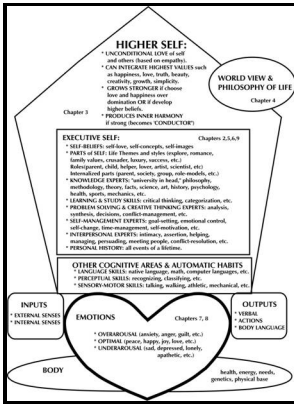 HIGHER SELF:
* UNCONDITIONAL LOVE of self
and others (based on empathy).
* CAN INTEGRATE HIGHEST VALUES such
as happiness, love, truth, beauty,
creativity, growth, simplicity.
* GROWS STRONGER if choose
love and happiness over
domination OR if develop
higher beliefs.
* PRODUCES INNER HARMONY
if strong (becomes "CONDUCTOR")
Chapter 3
WORLD VIEW &
PHILOSOPHY OF LIFE
Chapter 4
EXECUTIVE SELF: Chapters 2,5,6,9
* SELF-BELIEFS: self-love, self-concepts, self-images
* PARTS of SELF: Life Themes and styles (explore, romance,
family values, crusader, luxury, success, etc.)
Roles(parent, child, helper, lover, artist, scientist, etc)
Internalized parts (parent, society, group, role-models, etc.)
* KNOWLEDGE EXPERTS: "university in head," philosophy,
methodology, theory, facts, science, art, history, psychology,
health, sports, mechanics, etc.
* LEARNING & STUDY SKILLS: critical thinking, categorization, etc.
* PROBLEM SOLVING & CREATIVE THINKING EXPERTS: analysis,
synthesis, decisions, conflict-management, etc.
* SELF-MANAGEMENT EXPERTS: goal-setting, emotional control,
self-change, time-management, self-motivation, etc.
* INTERPERSONAL EXPERTS: intimacy, assertion, helping,
managing, persuading, meeting people, conflict-resolution, etc.
* PERSONAL HISTORY: all events of a lifetime.
OTHER COGNITIVE AREAS & AUTOMATIC HABITS
* LANGUAGE SKILLS: native language, math, computer languages, etc.
* PERCEPTUAL SKILLS: recognizing, classifying, etc.
* SENSORY-MOTOR SKILLS: talking, walking, athletic, mechanical, etc.
INPUTS
* EXTERNAL SENSES
* INTERNAL SENSES
EMOTIONS Chapters 7, 8
* OVERAROUSAL (anxiety, anger, guilt, etc.)
* OPTIMAL (peace, happy, joy, love, etc.)
* UNDERAROUSAL (sad, depressed, lonely,
apathetic, etc.)
OUTPUTS
* VERBAL
* ACTIONS
* BODY LANGUAGE
BODY
health, energy, needs,
genetics, physical base